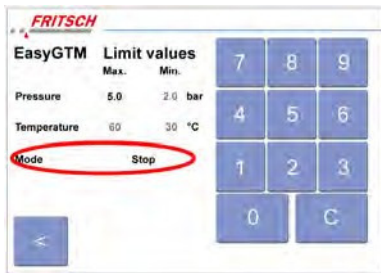 FRITSCH
EasyGTM Limit values
Max. Min.
Pressure 5.0 2.0 bar
Temperature 60 30 °C
Mode Stop
7 8 9
4 5 6
1 2 3
0 C
<